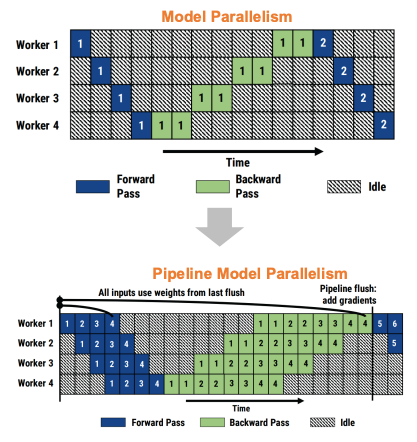 Model Parallelism
Worker 1 1 1 1 2
Worker 2 1 1 1 2
Worker 3 1 1 1 2
Worker 4 1 1 1 2
Time
Forward Pass Backward Pass Idle
Pipeline Model Parallelism
All inputs use weights from last flush
Pipeline flush:
add gradients
Worker 1 1 2 3 4 1 1 2 2 3 3 4 4 5 6
Worker 2 1 2 3 4 1 1 2 2 3 3 4 4 5
Worker 3 1 2 3 4 1 1 2 2 3 3 4 4
Worker 4 1 2 3 4 1 1 2 2 3 3 4 4
Time
Forward Pass Backward Pass Idle